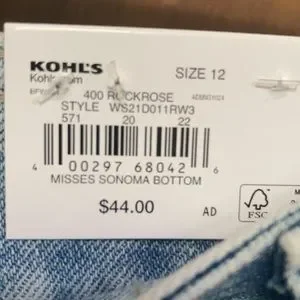 KOHL'S
SIZE 12
400 ROCKROSE
STYLE WS21D011RW3
571 20 22
4 00297 68042 6
MISSES SONOMA BOTTOM
$44.00
AD
FSC